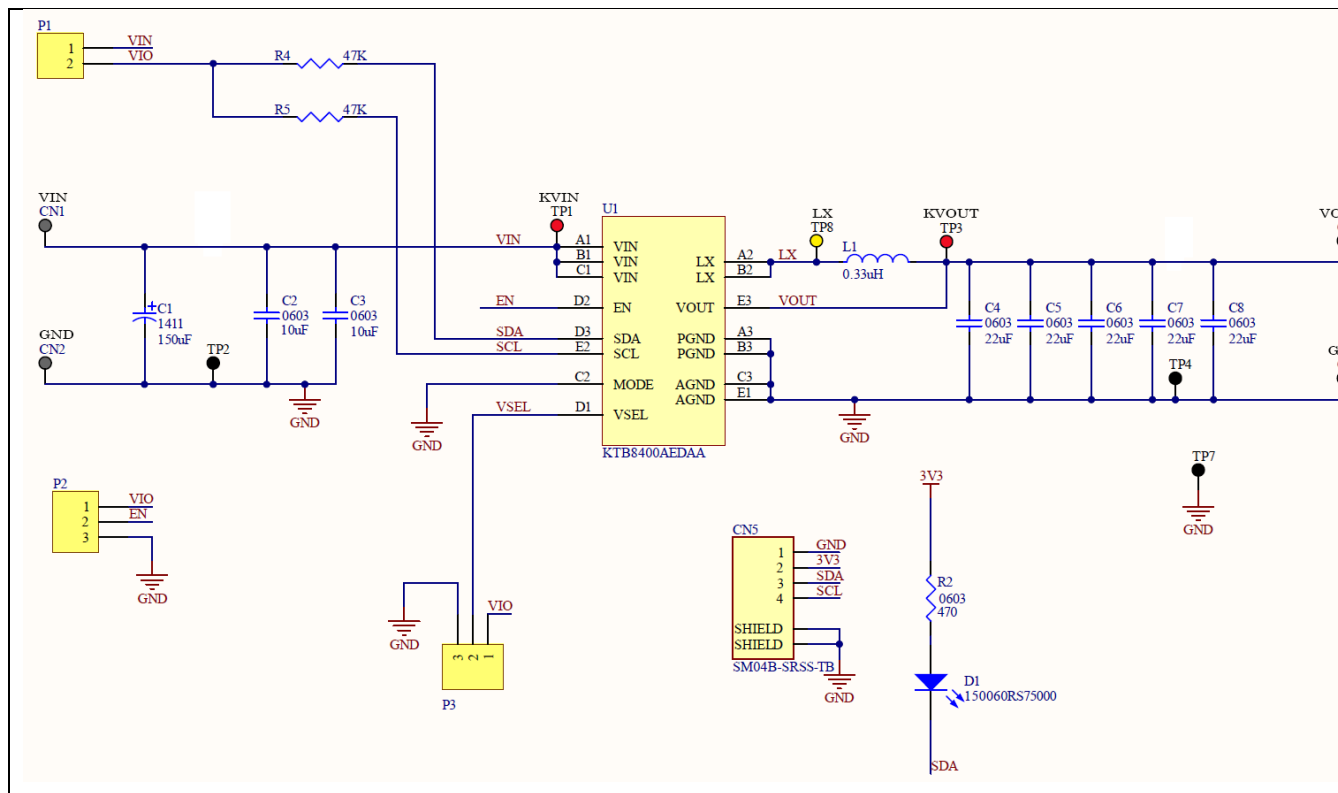 P1
1 VIN
2 VIO
R4 47K
R5 47K
VIN
CN1
GND
CN2
C1
1411
150uF
TP2
C2
0603
10uF
C3
0603
10uF
GND
KVIN
TP1
VIN
EN
SDA
SCL
VSEL
GND
U1
A1 VIN
B1 VIN
C1 VIN
D2 EN
D3 SDA
E2 SCL
C2 MODE
D1 VSEL
LX A2
LX B2
VOUT E3
PGND A3
PGND B3
AGND C3
AGND E1
KTB8400AEDAA
LX
VOUT
LX
TP8
L1
0.33uH
KVOUT
TP3
GND
C4
0603
22uF
C5
0603
22uF
C6
0603
22uF
C7
0603
22uF
C8
0603
22uF
TP4
TP7
GND
P2
1 VIO
2 EN
3
GND
GND
VIO
3 2 1
P3
CN5
1 GND
2 3V3
3 SDA
4 SCL
SHIELD
SHIELD
SM04B-SRSS-TB
GND
3V3
R2
0603
470
D1
150060RS75000
SDA